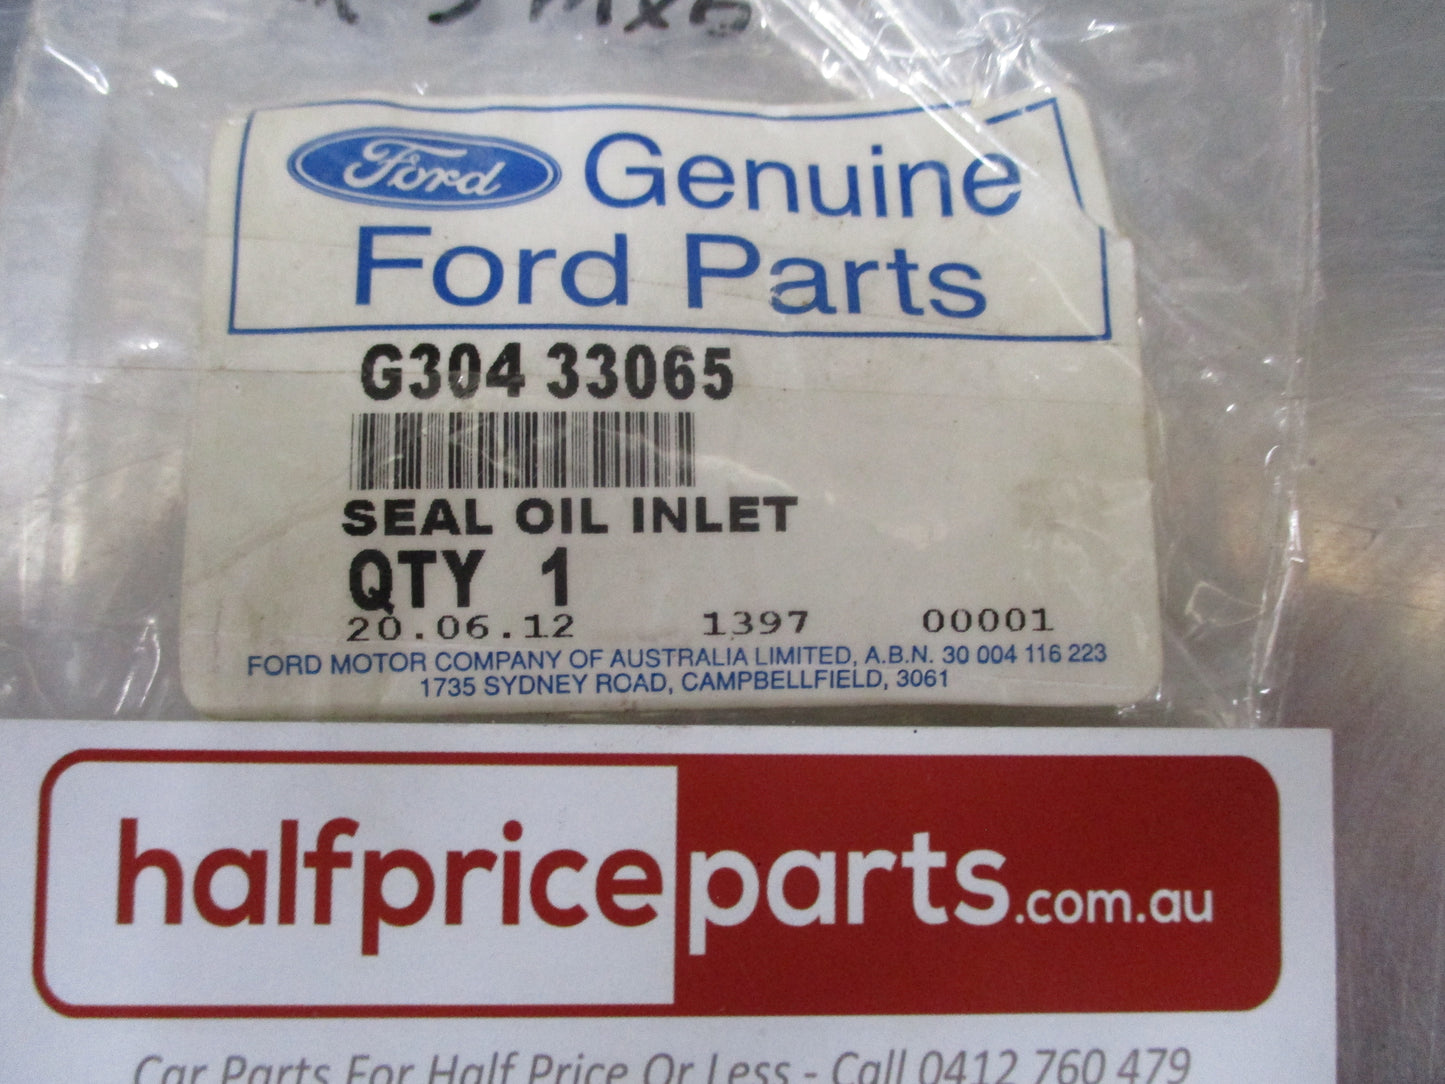 Ford Genuine
Ford Parts
G304 33065
SEAL OIL INLET
QTY 1
20.06.12 1397 00001
FORD MOTOR COMPANY OF AUSTRALIA LIMITED, A.B.N. 30 004 116 223
1735 SYDNEY ROAD, CAMPBELLFIELD, 3061
halfpriceparts.com.au
Car Parts For Half Price Or Less - Call 0412 760 479